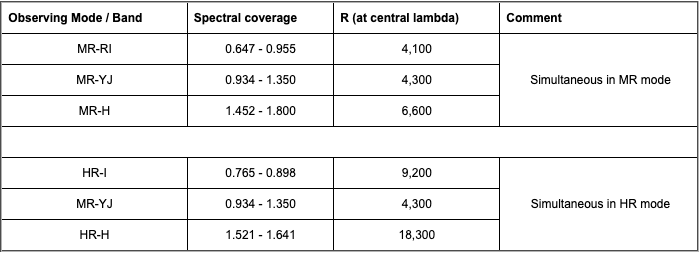 Observing Mode / Band Spectral coverage R (at central lambda) Comment
MR-RI 0.647 - 0.955 4,100
MR-YJ 0.934 - 1.350 4,300 Simultaneous in MR mode
MR-H 1.452 - 1.800 6,600
HR-I 0.765 - 0.898 9,200
MR-YJ 0.934 - 1.350 4,300 Simultaneous in HR mode
HR-H 1.521 - 1.641 18,300